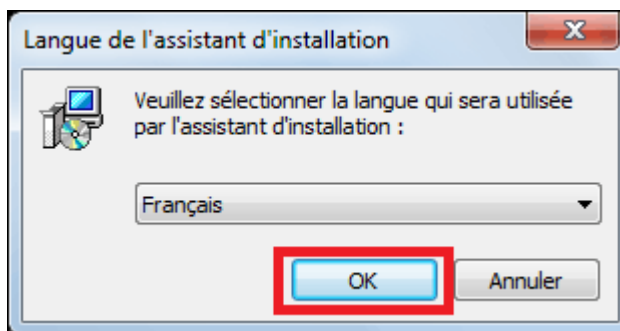 Langue de l'assistant d'installation
Veuillez sélectionner la langue qui sera utilisée
par l'assistant d'installation :
Français
OK
Annuler